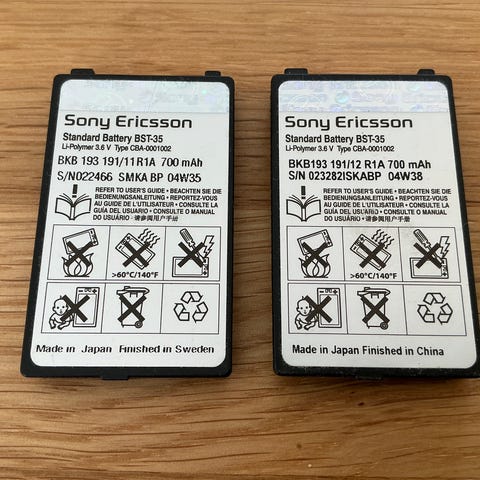 Sony Ericsson
Standard Battery BST-35
Li-Polymer 3.6 V Type CBA-0001002
BKB 193 191/11 R1A 700 mAh
S/N022466 SMKA BP 04W35
REFER TO USER'S GUIDE • BEACHTEN SIE DIE
BEDIENUNGSANLEITUNG • REPORTEZ-VOUS
AU GUIDE DE L'UTILISATEUR • CONSULTE LA
GUÍA DEL USUARIO • CONSULTE O MANUAL
DO USUÁRIO • 请参阅用户手册
>60°C/140°F
Made in Japan Finished in Sweden
Sony Ericsson
Standard Battery BST-35
Li-Polymer 3.6 V Type CBA-0001002
BKB193 191/12 R1A 700 mAh
S/N 023282ISKABP 04W38
REFER TO USER'S GUIDE • BEACHTEN SIE DIE
BEDIENUNGSANLEITUNG • REPORTEZ-VOUS
AU GUIDE DE L'UTILISATEUR • CONSULTE LA
GUÍA DEL USUARIO • CONSULTE O MANUAL
DO USUÁRIO • 请参阅用户手册
>60°C/140°F
Made in Japan Finished in China